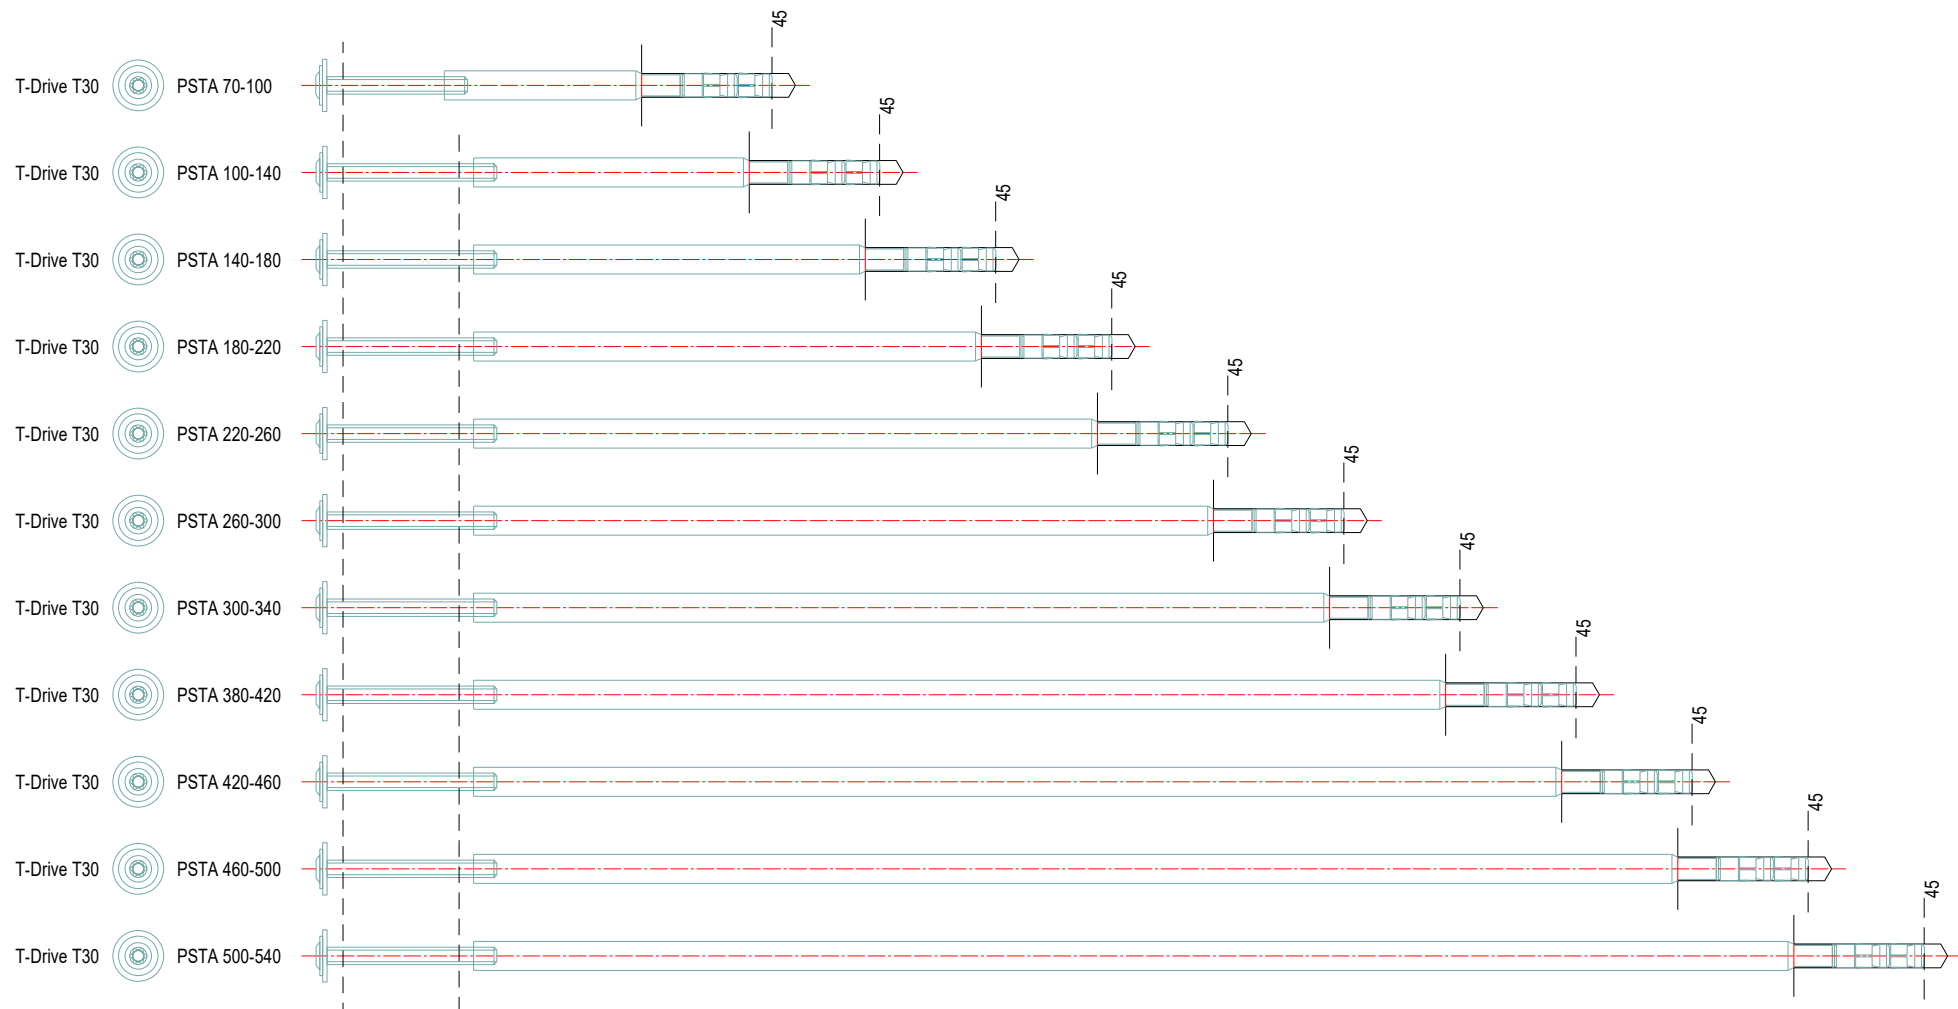 45
T-Drive T30 PSTA 70-100
45
T-Drive T30 PSTA 100-140
45
T-Drive T30 PSTA 140-180
45
T-Drive T30 PSTA 180-220
45
T-Drive T30 PSTA 220-260
45
T-Drive T30 PSTA 260-300
45
T-Drive T30 PSTA 300-340
45
T-Drive T30 PSTA 380-420
45
T-Drive T30 PSTA 420-460
45
T-Drive T30 PSTA 460-500
45
T-Drive T30 PSTA 500-540